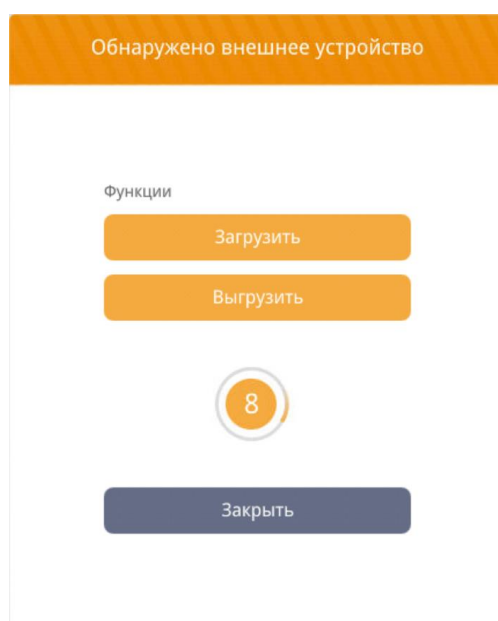 Обнаружено внешнее устройство
Функции
Загрузить
Выгрузить
8
Закрыть